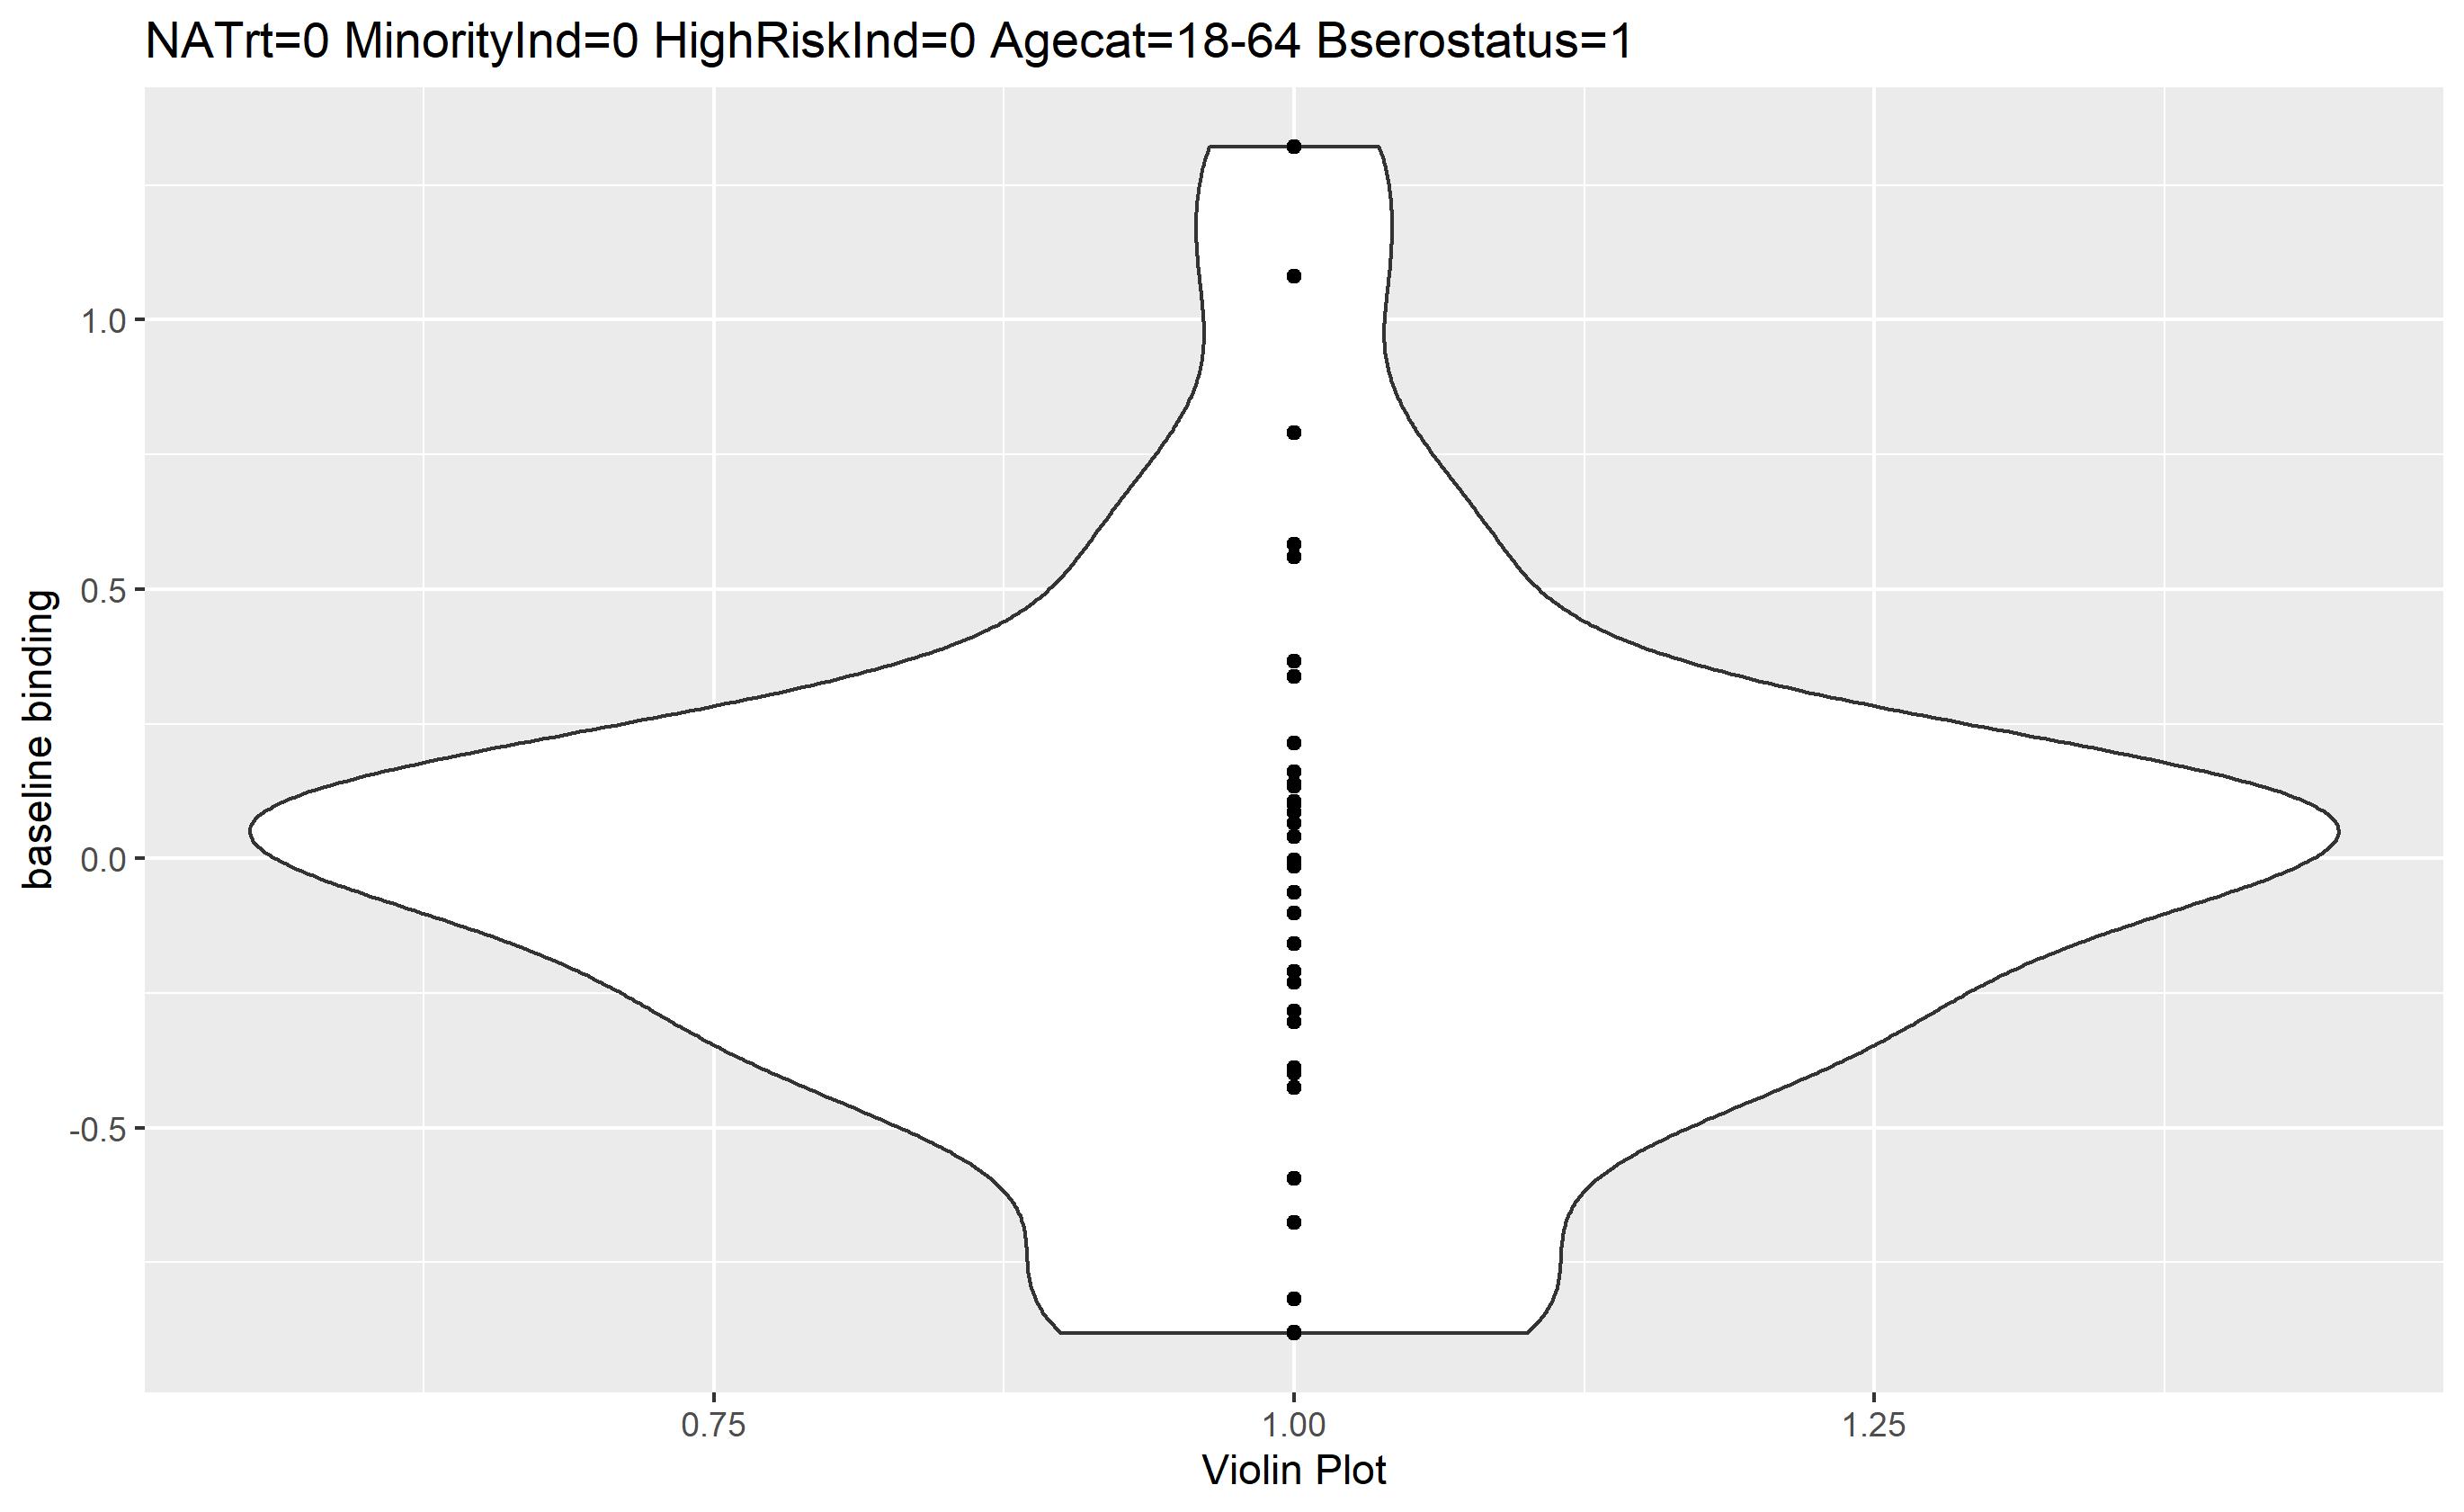 NATrt=0 MinorityInd=0 HighRiskInd=0 Agecat=18-64 Bserostatus=1
baseline binding
1.0
0.5
0.0
-0.5
0.75 1.00 1.25
Violin Plot